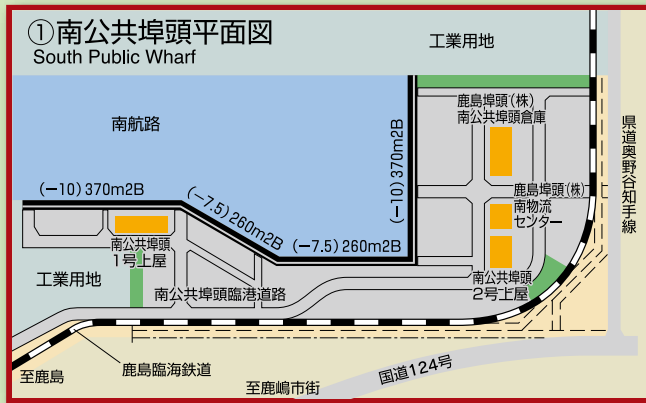 ①南公共埠頭平面図
South Public Wharf
工業用地
鹿島埠頭(株)
南公共埠頭倉庫
南航路
県道奥野谷知手線
(-10) 370m2B
(-10) 370m2B
(-7.5) 260m2B
(-7.5) 260m2B
鹿島埠頭(株)
南物流
センター
南公共埠頭
1号上屋
工業用地
南公共埠頭臨港道路
南公共埠頭
2号上屋
至鹿島
鹿島臨海鉄道
至鹿嶋市街
国道124号